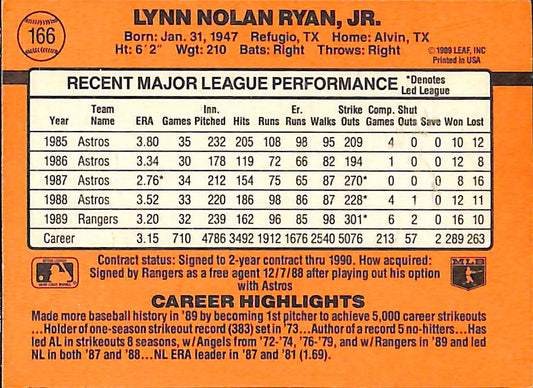 166
LYNN NOLAN RYAN, JR.
Born: Jan. 31, 1947 Refugio, TX Home: Alvin, TX
Ht: 6'2" Wgt: 210 Bats: Right Throws: Right
©1989 LEAF, INC
Printed in USA
RECENT MAJOR LEAGUE PERFORMANCE *Denotes Led League
Year Team Name ERA Games Inn. Pitched Hits Runs Er. Runs Walks Strike Outs Comp. Games Shut Outs Save Won Lost
1985 Astros 3.80 35 232 205 108 98 95 209 4 0 0 10 12
1986 Astros 3.34 30 178 119 72 66 82 194 1 0 0 12 8
1987 Astros 2.76* 34 212 154 75 65 87 270* 0 0 0 8 16
1988 Astros 3.52 33 220 186 98 86 87 228* 4 1 0 12 11
1989 Rangers 3.20 32 239 162 96 85 98 301* 6 2 0 16 10
Career 3.15 710 4786 3492 1912 1676 2540 5076 213 57 2 289 263
Contract status: Signed to 2-year contract thru 1990. How acquired:
Signed by Rangers as a free agent 12/7/88 after playing out his option
with Astros
MAJOR LEAGUE BASEBALL
MLB
CAREER HIGHLIGHTS
Made more baseball history in '89 by becoming 1st pitcher to achieve 5,000 career strikeouts
...Holder of one-season strikeout record (383) set in '73...Author of a record 5 no-hitters...Has
led AL in strikeouts 8 seasons, w/Angels from '72-'74, '76-'79, and w/Rangers in '89 and led
NL in both '87 and '88...NL ERA leader in '87 and '81 (1.69).